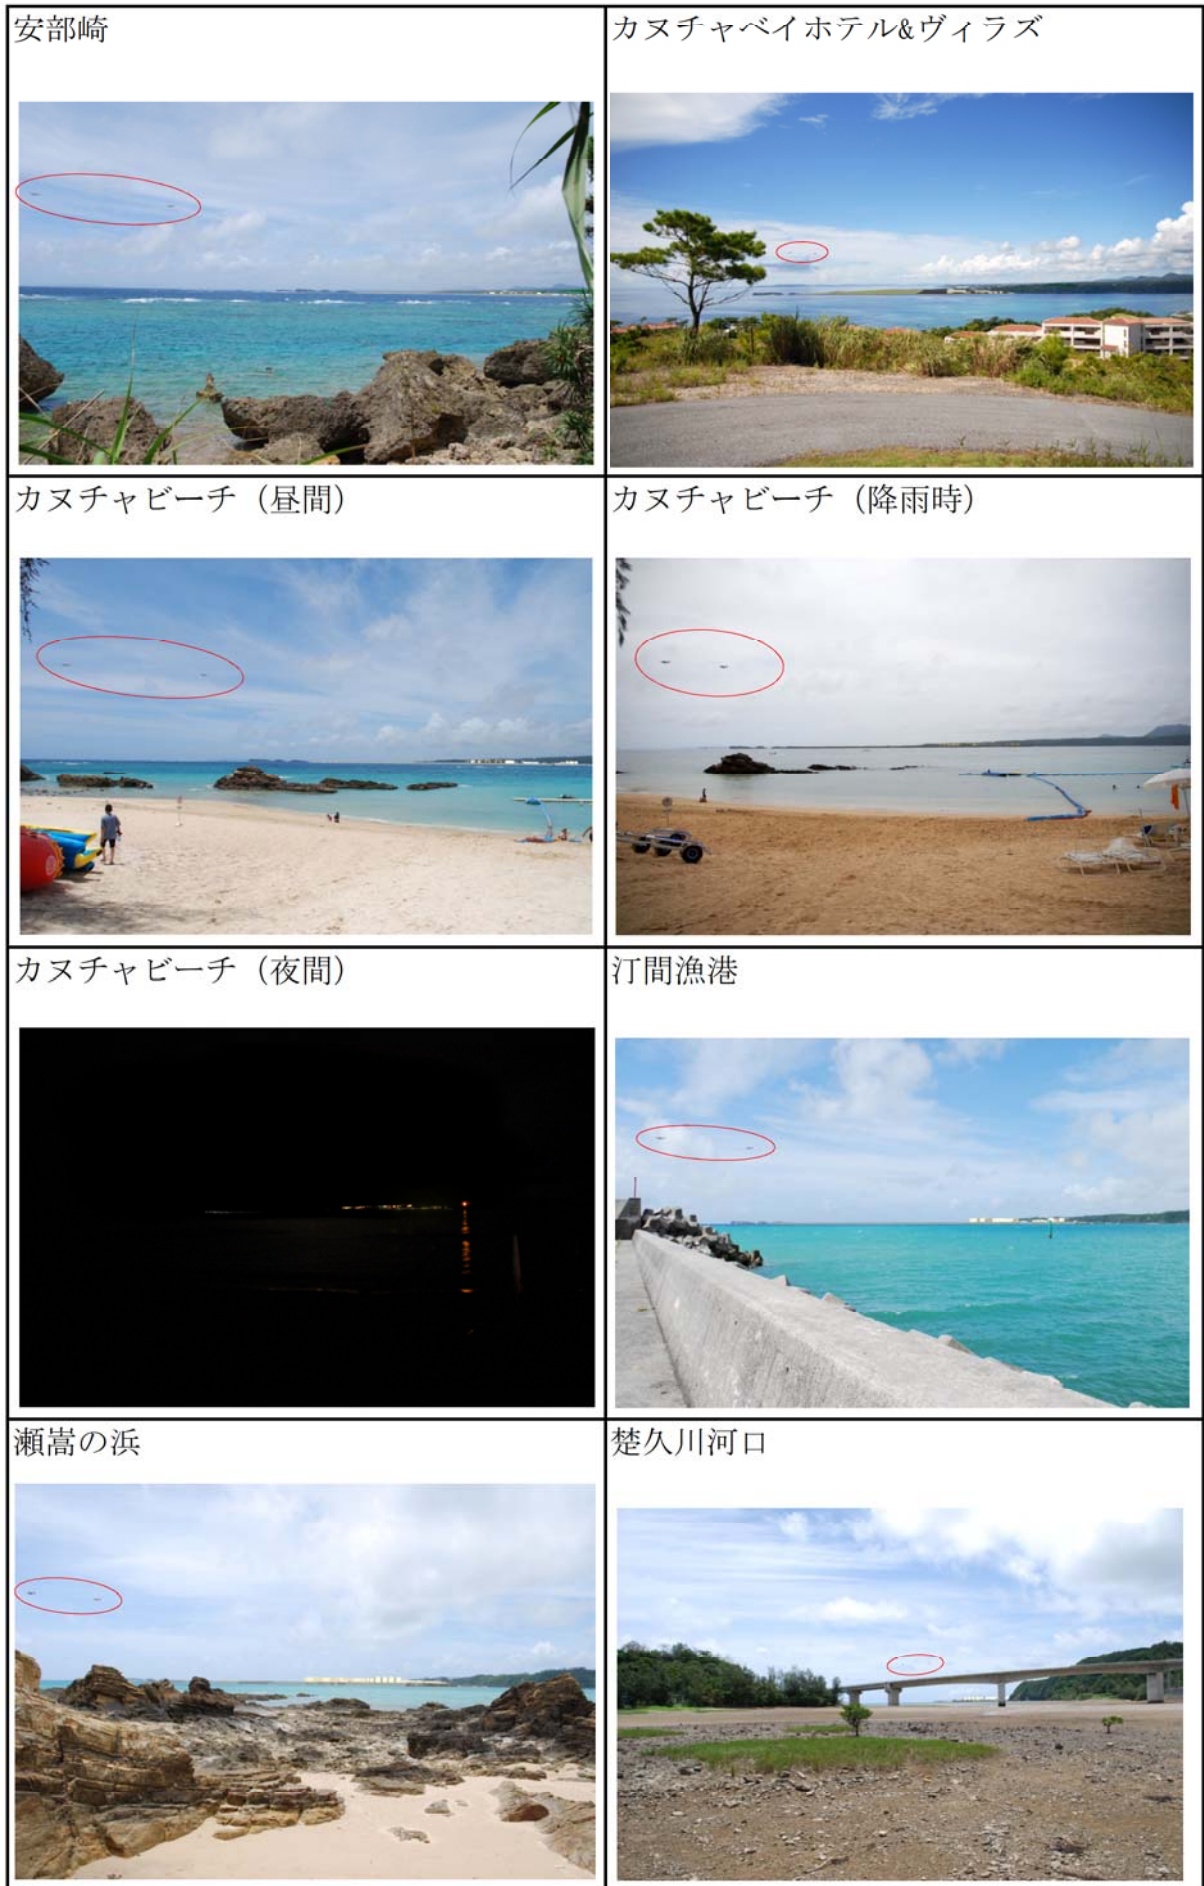 安部崎
カヌチャベイホテル&ヴィラズ
カヌチャビーチ（昼間）
カヌチャビーチ（降雨時）
カヌチャビーチ（夜間）
汀間漁港
瀬嵩の浜
楚久川河口